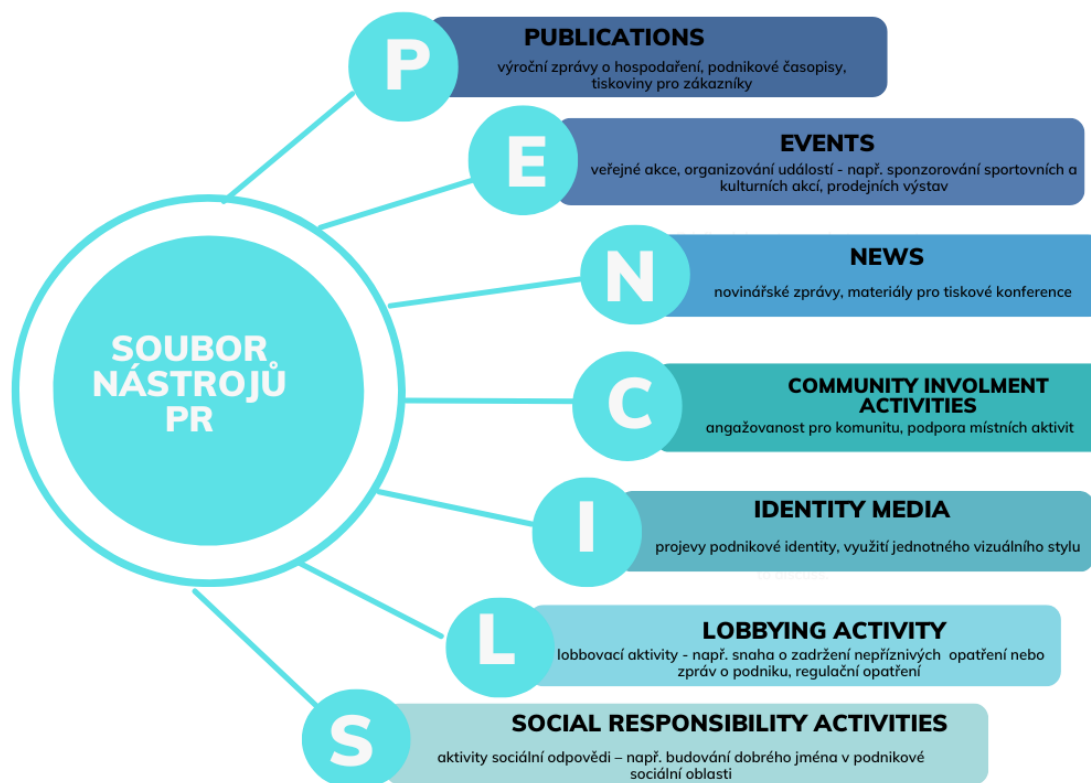 P
PUBLICATIONS
výroční zprávy o hospodaření, podnikové časopisy,
tiskoviny pro zákazníky
E
EVENTS
veřejné akce, organizování událostí - např. sponzorování sportovních a
kulturních akcí, prodejních výstav
N
NEWS
novinářské zprávy, materiály pro tiskové konference
SOUBOR
NÁSTROJŮ
PR
C
COMMUNITY INVOLMENT
ACTIVITIES
angažovanost pro komunitu, podpora místních aktivit
I
IDENTITY MEDIA
projevy podnikové identity, využití jednotného vizuálního stylu
to discuss.
L
LOBBYING ACTIVITY
lobbovací aktivity - např. snaha o zadržení nepříznivých  opatření nebo
zpráv o podniku, regulační opatření
S
SOCIAL RESPONSIBILITY ACTIVITIES
aktivity sociální odpovědi – např. budování dobrého jména v podnikové
sociální oblasti